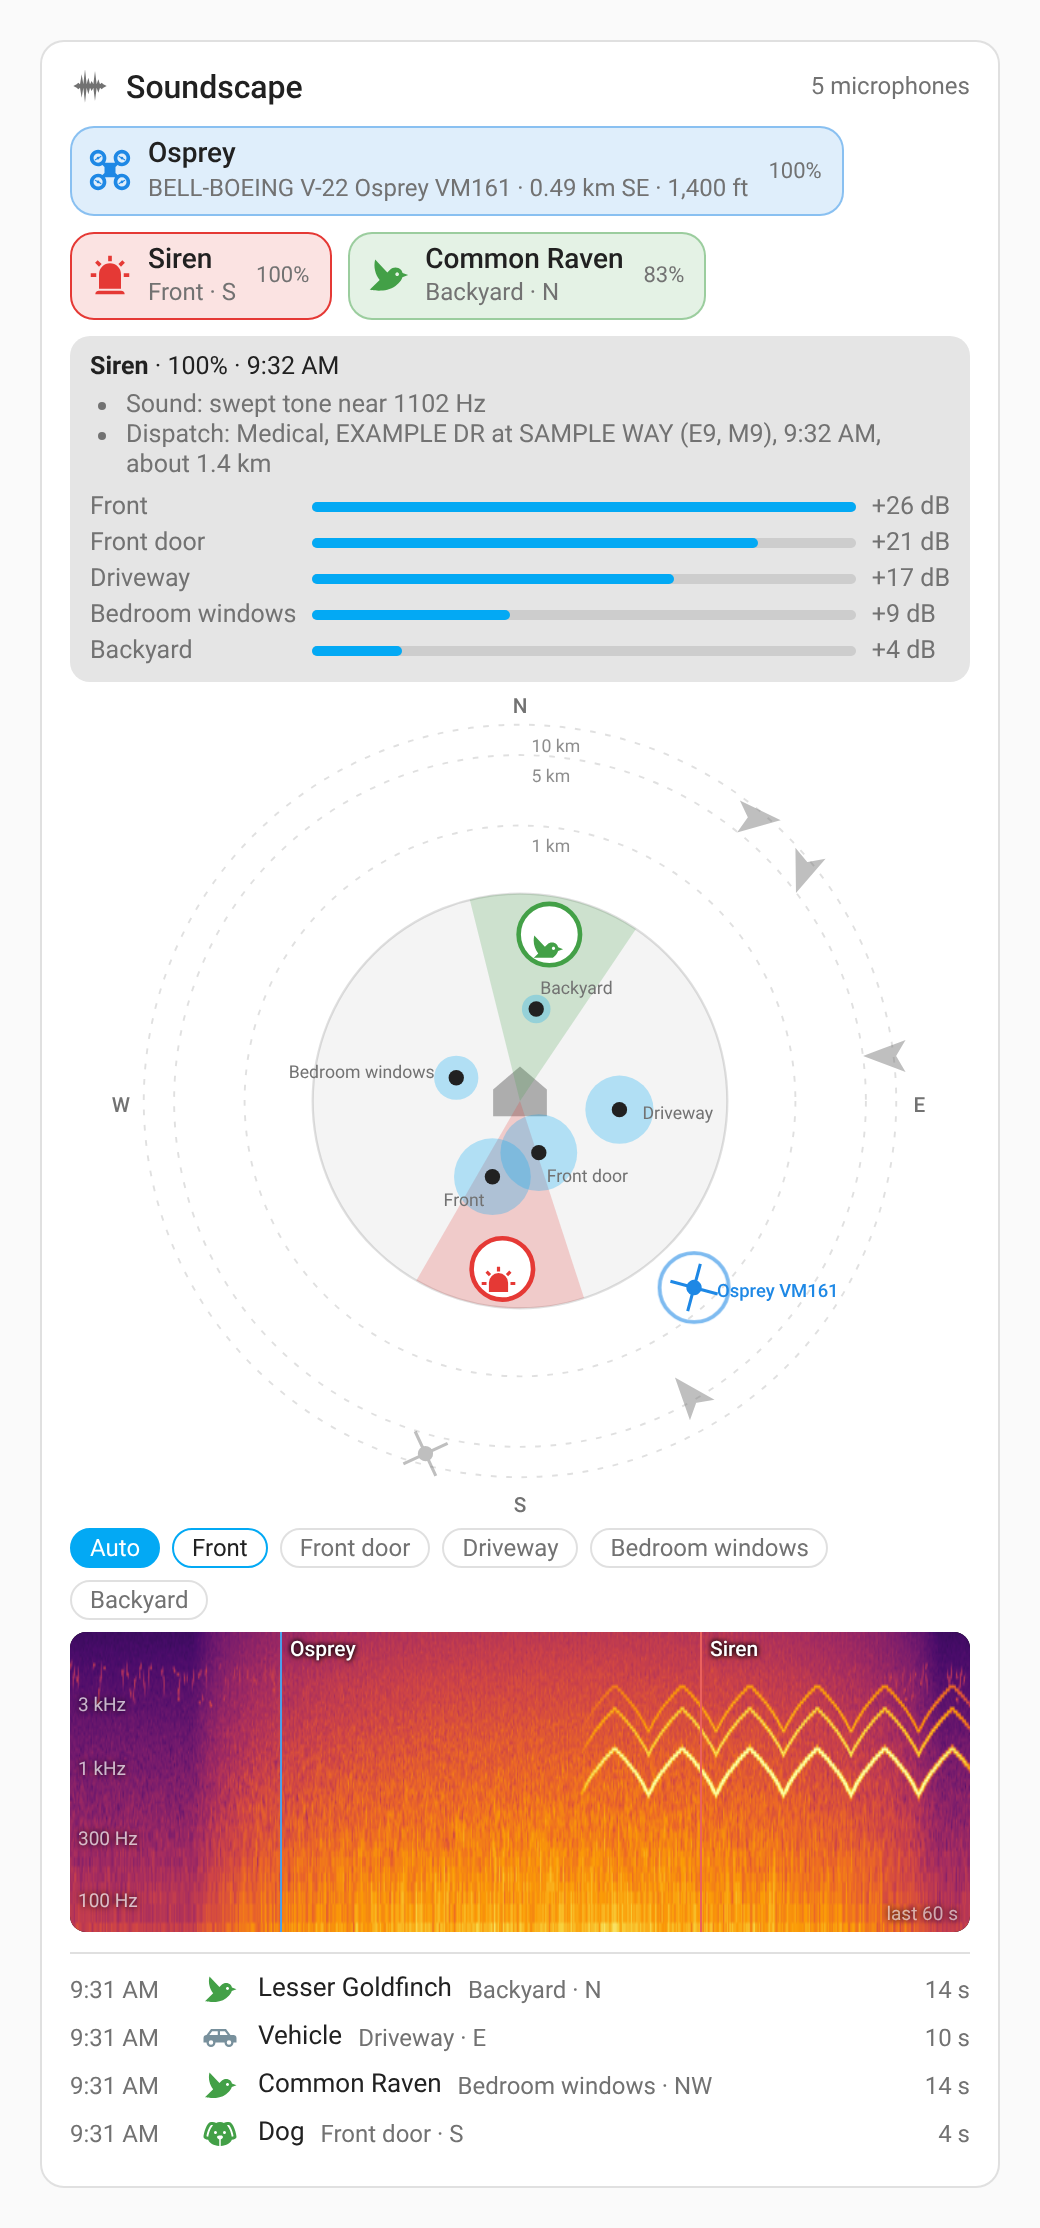 Soundscape
5 microphones
Osprey
BELL-BOEING V-22 Osprey VM161 · 0.49 km SE · 1,400 ft
100%
Siren
Front · S
100%
Common Raven
Backyard · N
83%
Siren · 100% · 9:32 AM
• Sound: swept tone near 1102 Hz
• Dispatch: Medical, EXAMPLE DR at SAMPLE WAY (E9, M9), 9:32 AM,
about 1.4 km
Front +26 dB
Front door +21 dB
Driveway +17 dB
Bedroom windows +9 dB
Backyard +4 dB
N
10 km
5 km
1 km
Backyard
Bedroom windows
W
E
Driveway
Front door
Front
Osprey VM161
S
Auto Front Front door Driveway Bedroom windows
Backyard
Osprey Siren
3 kHz
1 kHz
300 Hz
100 Hz
last 60 s
9:31 AM Lesser Goldfinch Backyard · N 14 s
9:31 AM Vehicle Driveway · E 10 s
9:31 AM Common Raven Bedroom windows · NW 14 s
9:31 AM Dog Front door · S 4 s